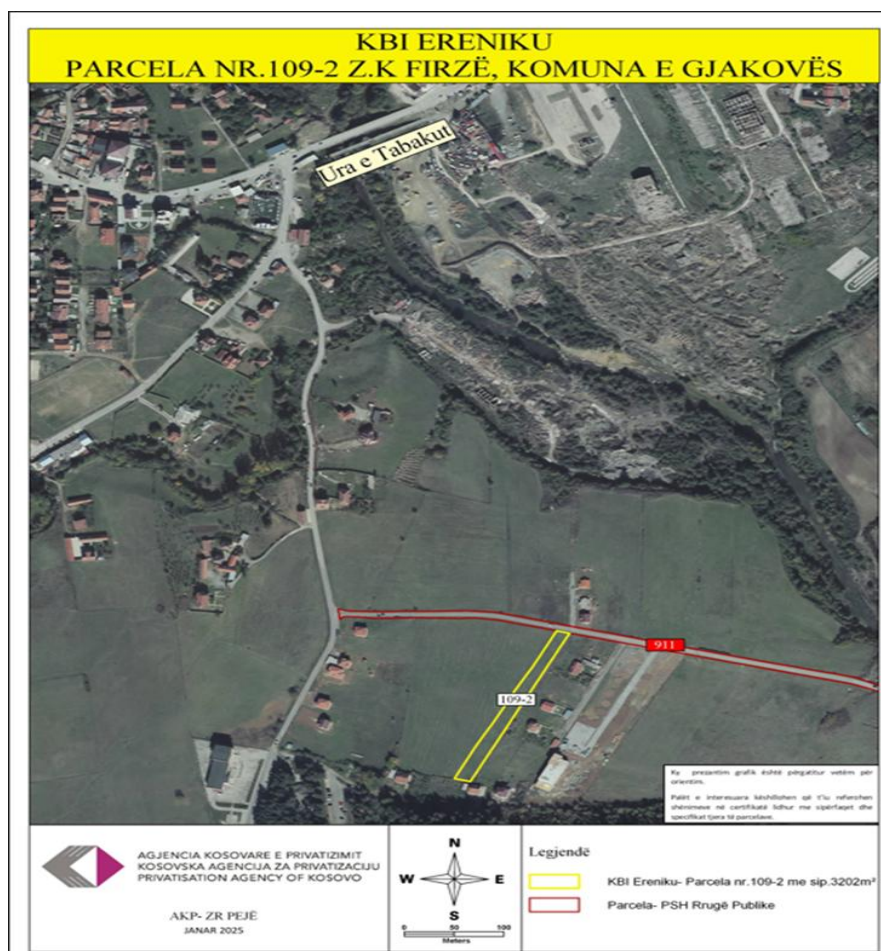 KBI ERENIKU
PARCELA NR.109-2 Z.K FIRZË, KOMUNA E GJAKOVËS
Ura e Tabakut
911
109-2
Ky prezantim grafik është përgatitur vetëm për
orientim.
Palët e interesuara këshillohen që t'iu referohen
shënimeve në certifikatë lidhur me sipërfaqet dhe
specifikat tjera të parcelave.
AGJENCIA KOSOVARE E PRIVATIZIMIT
KOSOVSKA AGENCIJA ZA PRIVATIZACIJU
PRIVATISATION AGENCY OF KOSOVO
AKP- ZR PEJË
JANAR 2025
N
W E
S
0 50 100
Meters
Legjendë
KBI Ereniku- Parcela nr.109-2 me sip.3202m²
Parcela- PSH Rrugë Publike